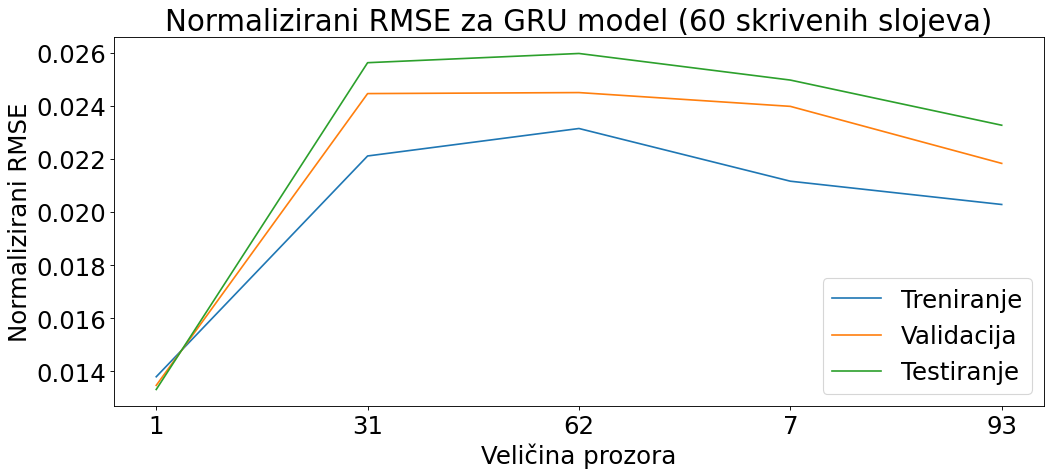 Normalizirani RMSE za GRU model (60 skrivenih slojeva)
Normalizirani RMSE
0.026
0.024
0.022
0.020
0.018
0.016
0.014
Treniranje
Validacija
Testiranje
1 31 62 7 93
Veličina prozora